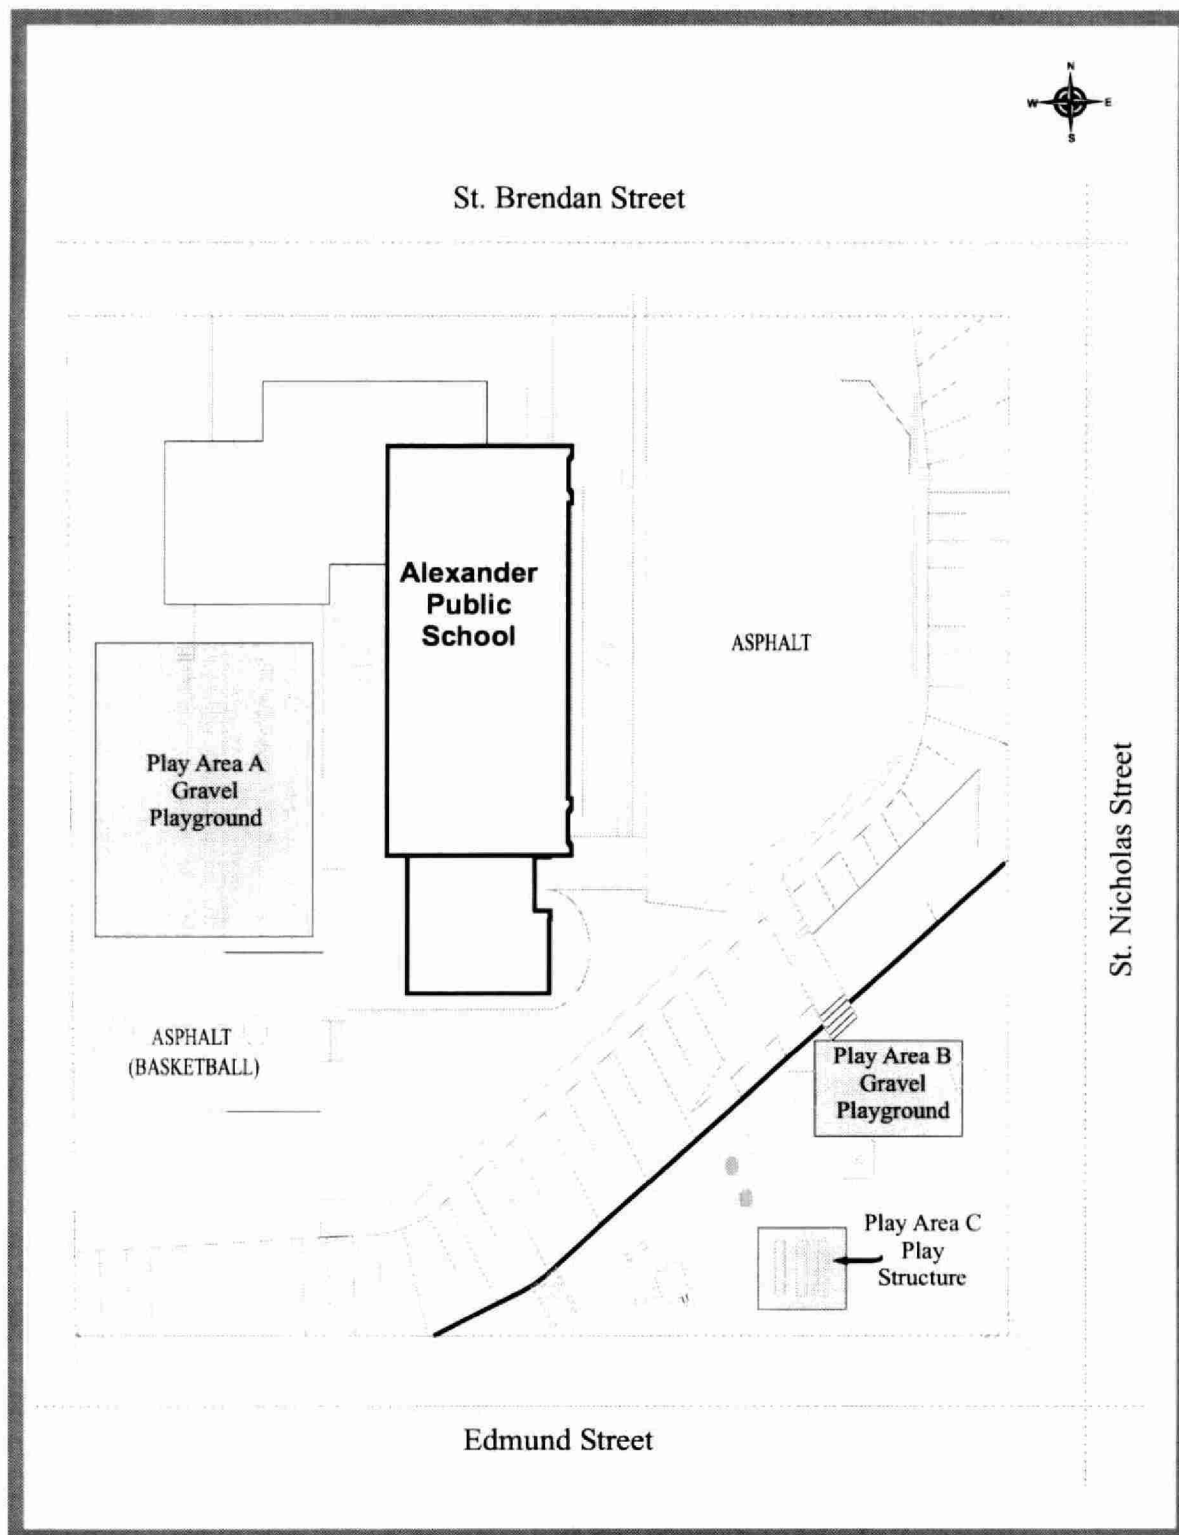 N
W E
S
St. Brendan Street
Alexander
Public
School
ASPHALT
Play Area A
Gravel
Playground
St. Nicholas Street
ASPHALT
(BASKETBALL)
Play Area B
Gravel
Playground
Play Area C
Play
Structure
Edmund Street